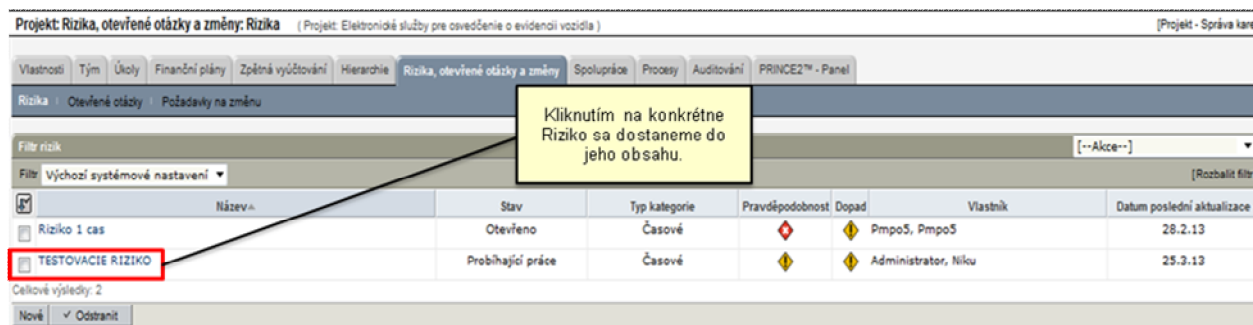 Projekt: Rizika, otevřené otázky a změny: Rizika ( Projekt: Elektronické služby pre osvedčenie o evidencii vozidla ) [Projekt - Správa kare
Vlastnosti Tým Úkoly Finanční plány Zpětná vyúčtování Hierarchie Rizika, otevřené otázky a změny Spolupráce Procesy Auditování PRINCE2™ - Panel
Rizika Otevřené otázky Požadavky na změnu
Kliknutím na konkrétne
Riziko sa dostaneme do
jeho obsahu.
Filtr rizik [--Akce--]
Filtr Výchozí systémové nastavení [Rozbalit filtr
Název Stav Typ kategorie Pravděpodobnost Dopad Vlastník Datum poslední aktualizace
Riziko 1 cas Otevřeno Časové Pmpo5, Pmpo5 28.2.13
TESTOVACIE RIZIKO Probíhající práce Časové Administrator, Niku 25.3.13
Celkové výsledky: 2
Nové ✓ Odstranit